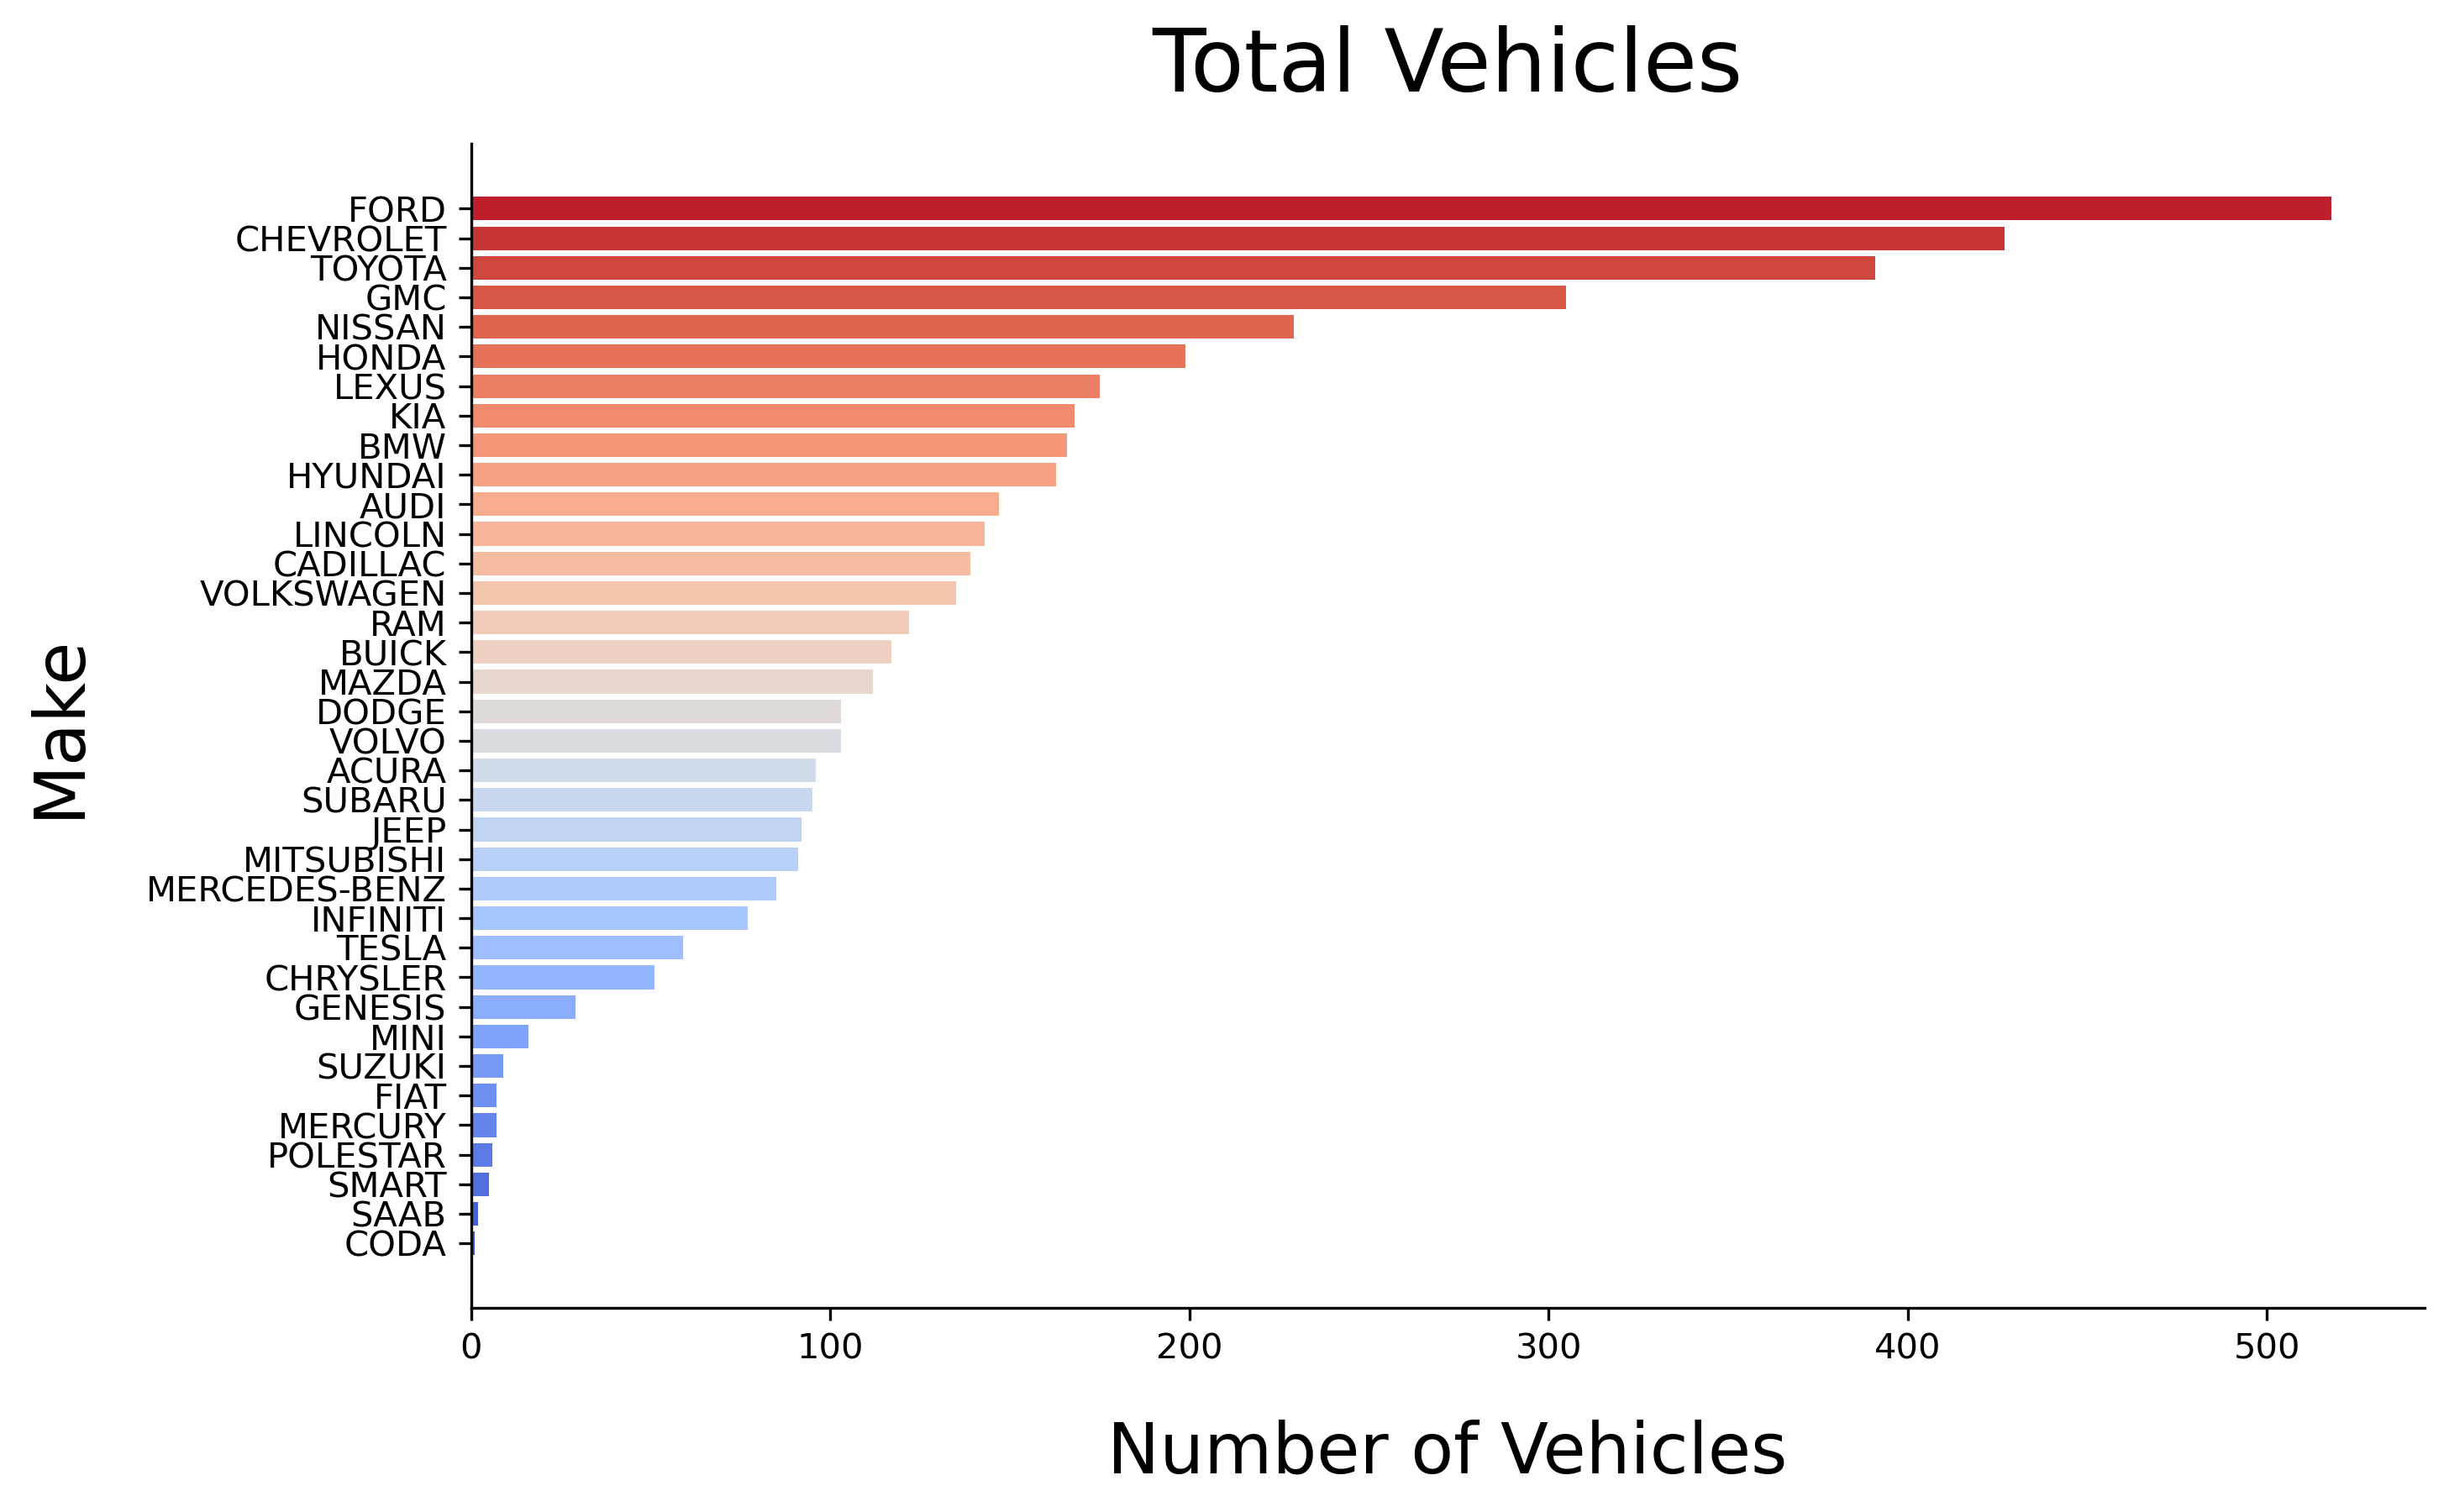 Total Vehicles
Make
FORD
CHEVROLET
TOYOTA
GMC
NISSAN
HONDA
LEXUS
KIA
BMW
HYUNDAI
AUDI
LINCOLN
CADILLAC
VOLKSWAGEN
RAM
BUICK
MAZDA
DODGE
VOLVO
ACURA
SUBARU
JEEP
MITSUBISHI
MERCEDES-BENZ
INFINITI
TESLA
CHRYSLER
GENESIS
MINI
SUZUKI
FIAT
MERCURY
POLESTAR
SMART
SAAB
CODA
0 100 200 300 400 500
Number of Vehicles